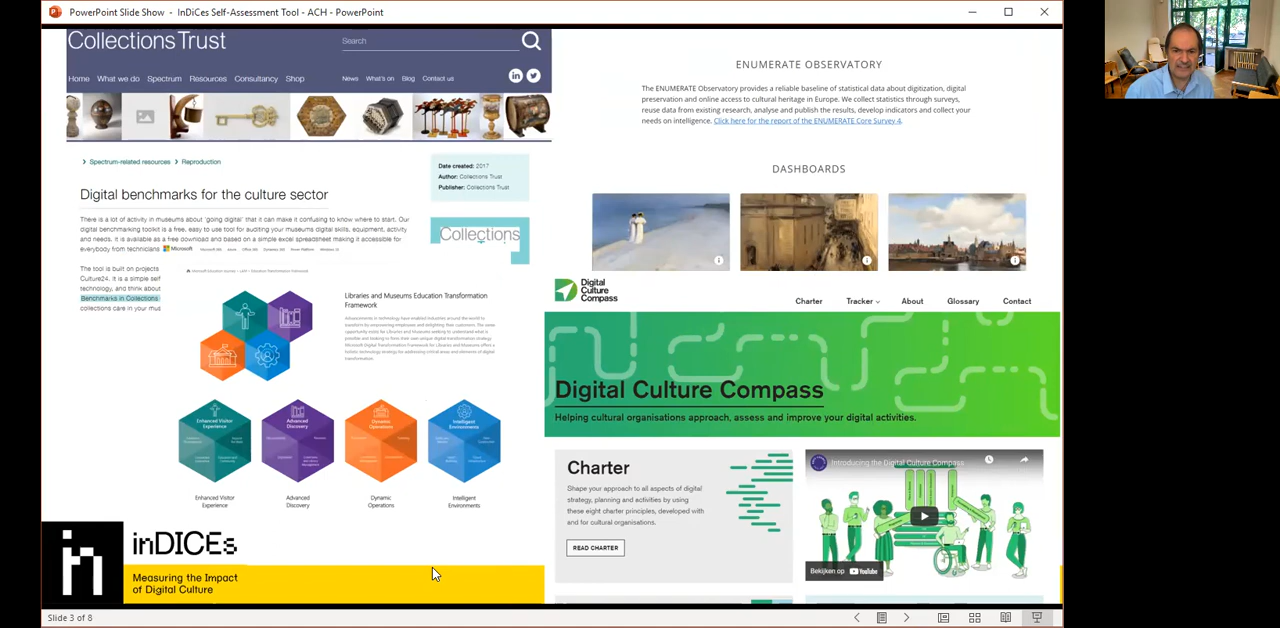 PowerPoint Slide Show - InDiCes Self-Assessment Tool - ACH - PowerPoint
Collections Trust
Search
Home What we do Spectrum Resources Consultancy Shop
News What's on Blog Contact us
Spectrum-related resources Reproduction
Date created: 2017
Author: Collections Trust
Publisher: Collections Trust
Digital benchmarks for the culture sector
There is a lot of activity in museums about 'going digital' that it can make it confusing to know where to start. Our
digital benchmarking toolkit is a free, easy to use tool for auditing your museums digital skills, equipment, activity
and needs. It is available as a free download and based on a simple excel spreadsheet making it accessible for
everybody from technicians
Microsoft
Collections
The tool is built on projects
Culture24. It is a simple self
technology, and think about
Benchmarks in Collections
collections care in your mus
Libraries and Museums Education Transformation
Framework
Enhanced Visitor
Experience
Advanced
Discovery
Dynamic
Operations
Intelligent
Environments
Enhanced Visitor
Experience
Advanced
Discovery
Dynamic
Operations
Intelligent
Environments
in
inDICEs
Measuring the Impact
of Digital Culture
ENUMERATE OBSERVATORY
The ENUMERATE Observatory provides a reliable baseline of statistical data about digitization, digital
preservation and online access to cultural heritage in Europe. We collect statistics through surveys,
reuse data from existing research, analyse and publish the results, develop indicators and share your
needs on intelligence. Click here for the report of the ENUMERATE Core Survey 4.
DASHBOARDS
Digital
Culture
Compass
Charter Tracker About Glossary Contact
Digital Culture Compass
Helping cultural organisations approach, assess and improve your digital activities.
Charter
Shape your approach to all aspects of digital
strategy, planning and activities by using
these eight charter principles, developed with
and for cultural organisations.
READ CHARTER
Introducing the Digital Culture Compass
Bekijken op YouTube
Slide 3 of 8